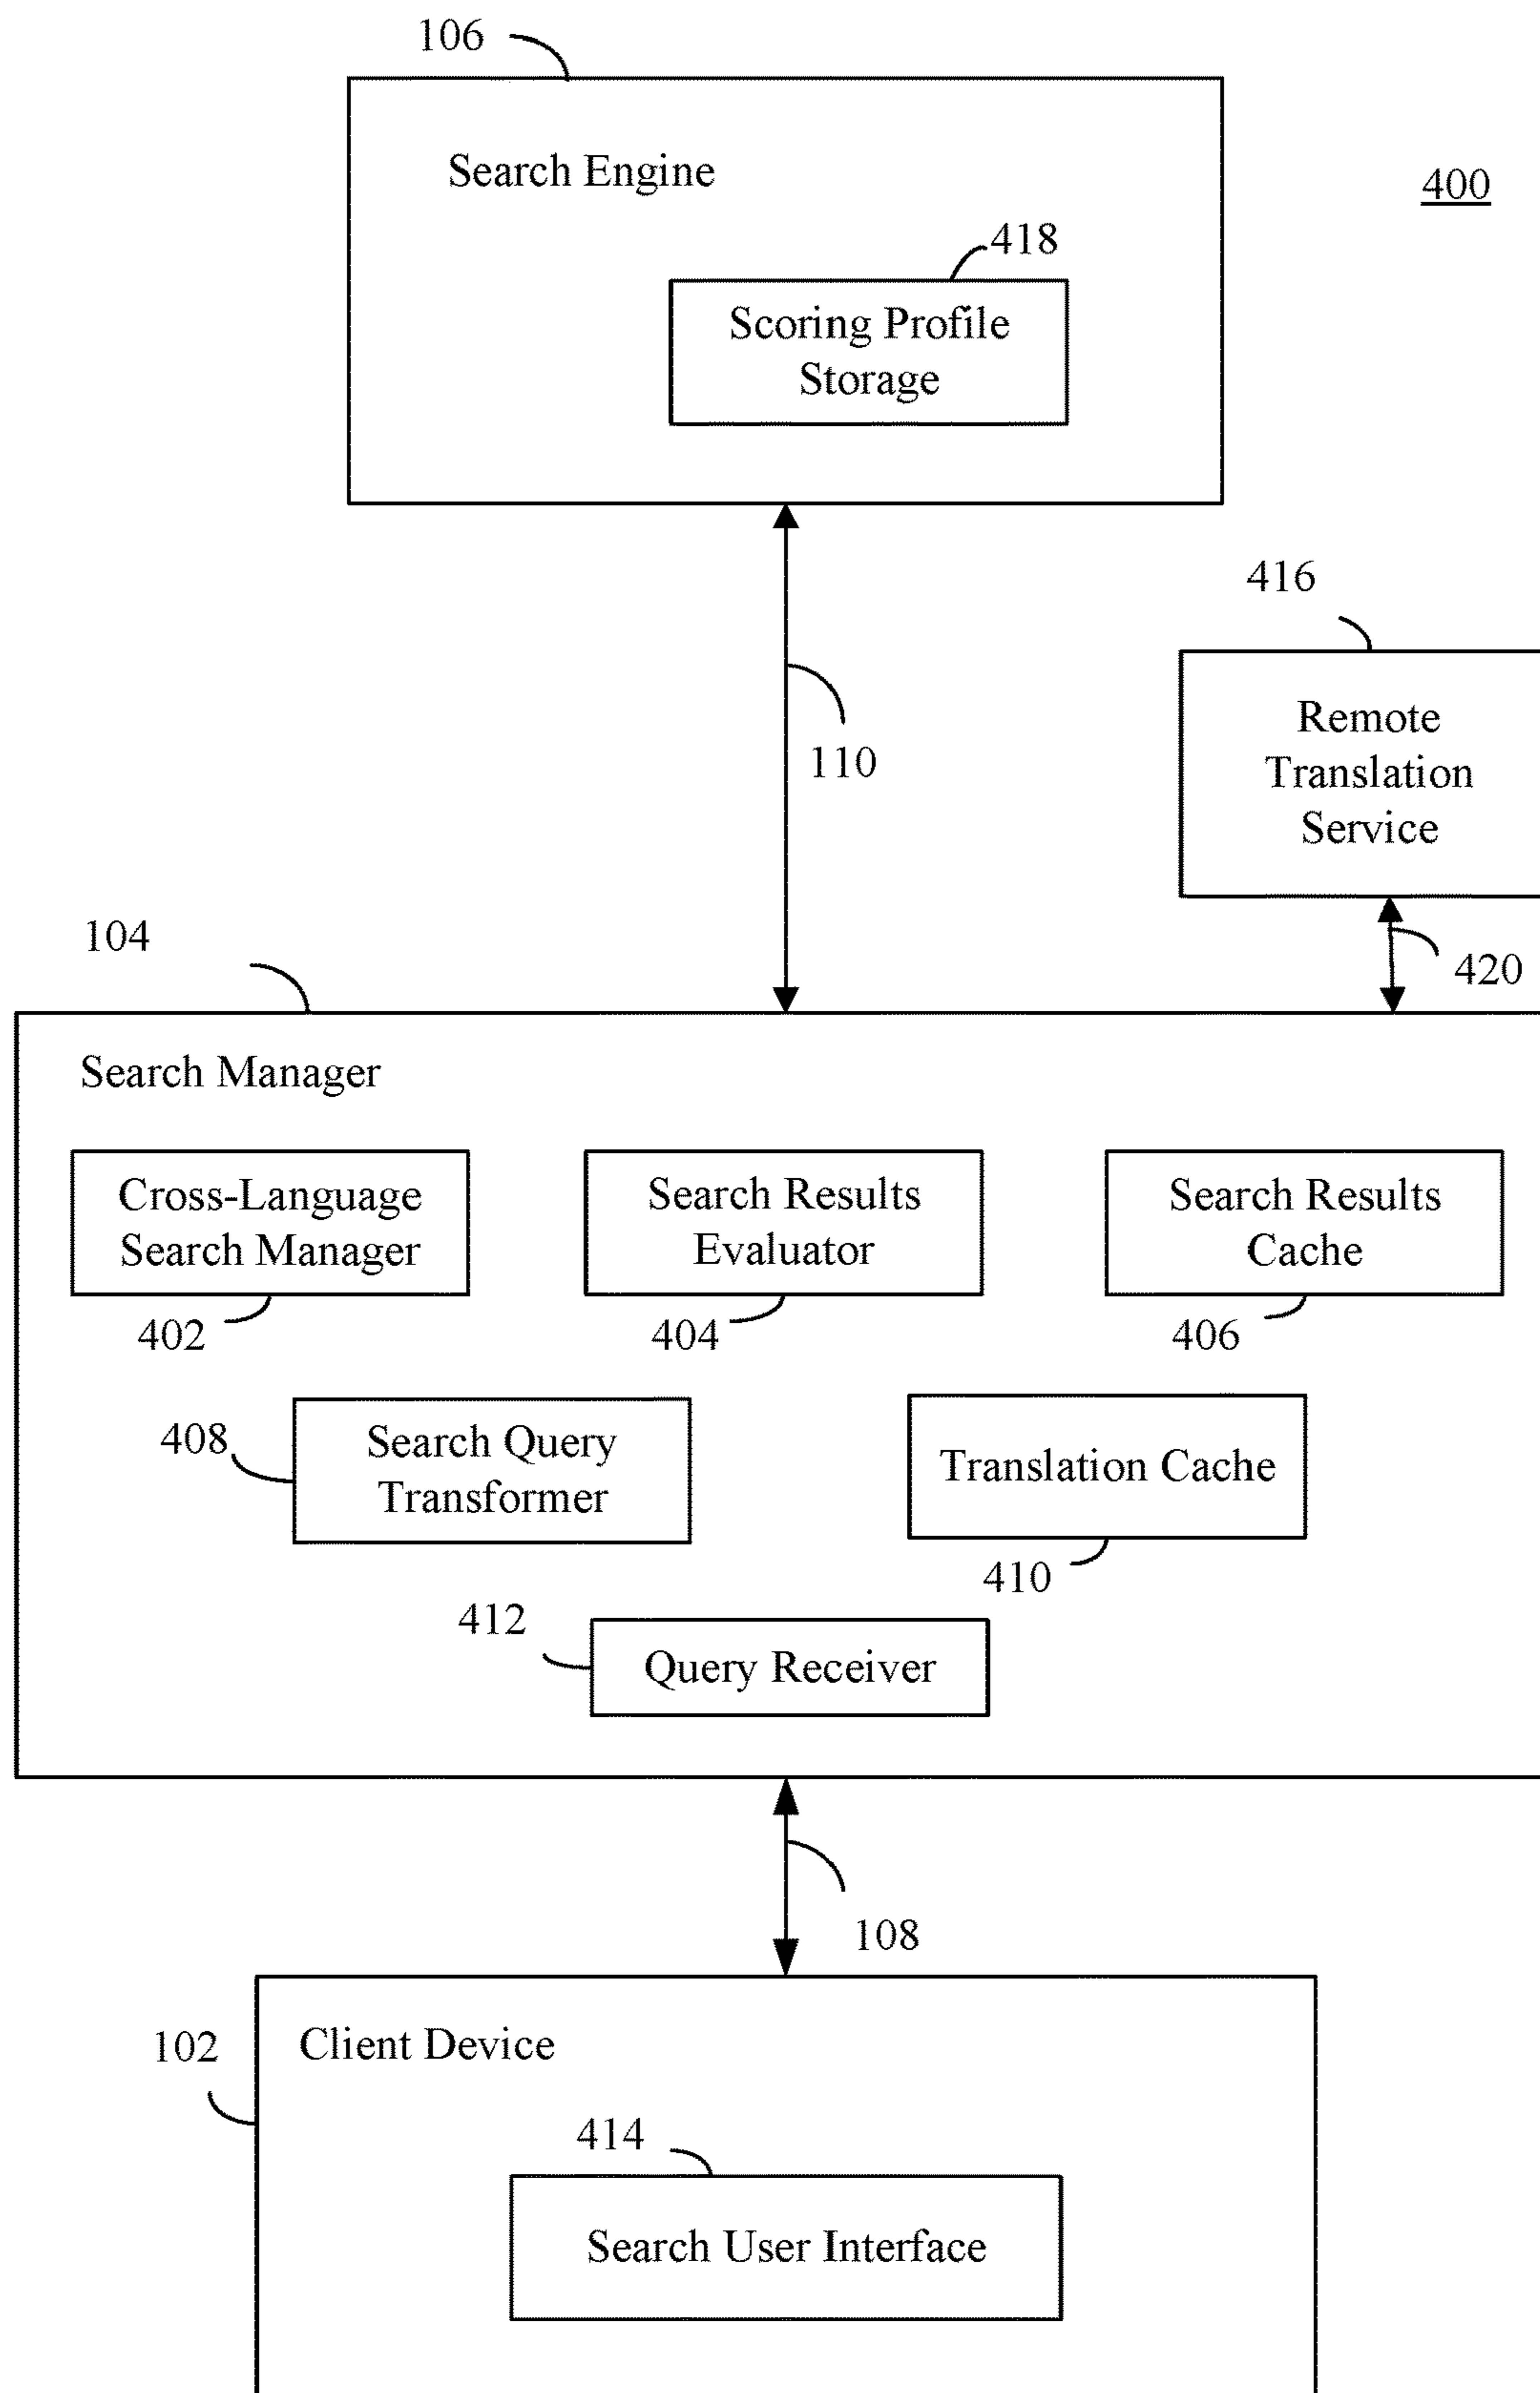 106
Search Engine
400
418
Scoring Profile
Storage
416
Remote
Translation
Service
110
420
104
Search Manager
Cross-Language
Search Manager
402
Search Results
Evaluator
404
Search Results
Cache
406
408
Search Query
Transformer
Translation Cache
410
412
Query Receiver
108
102
Client Device
414
Search User Interface